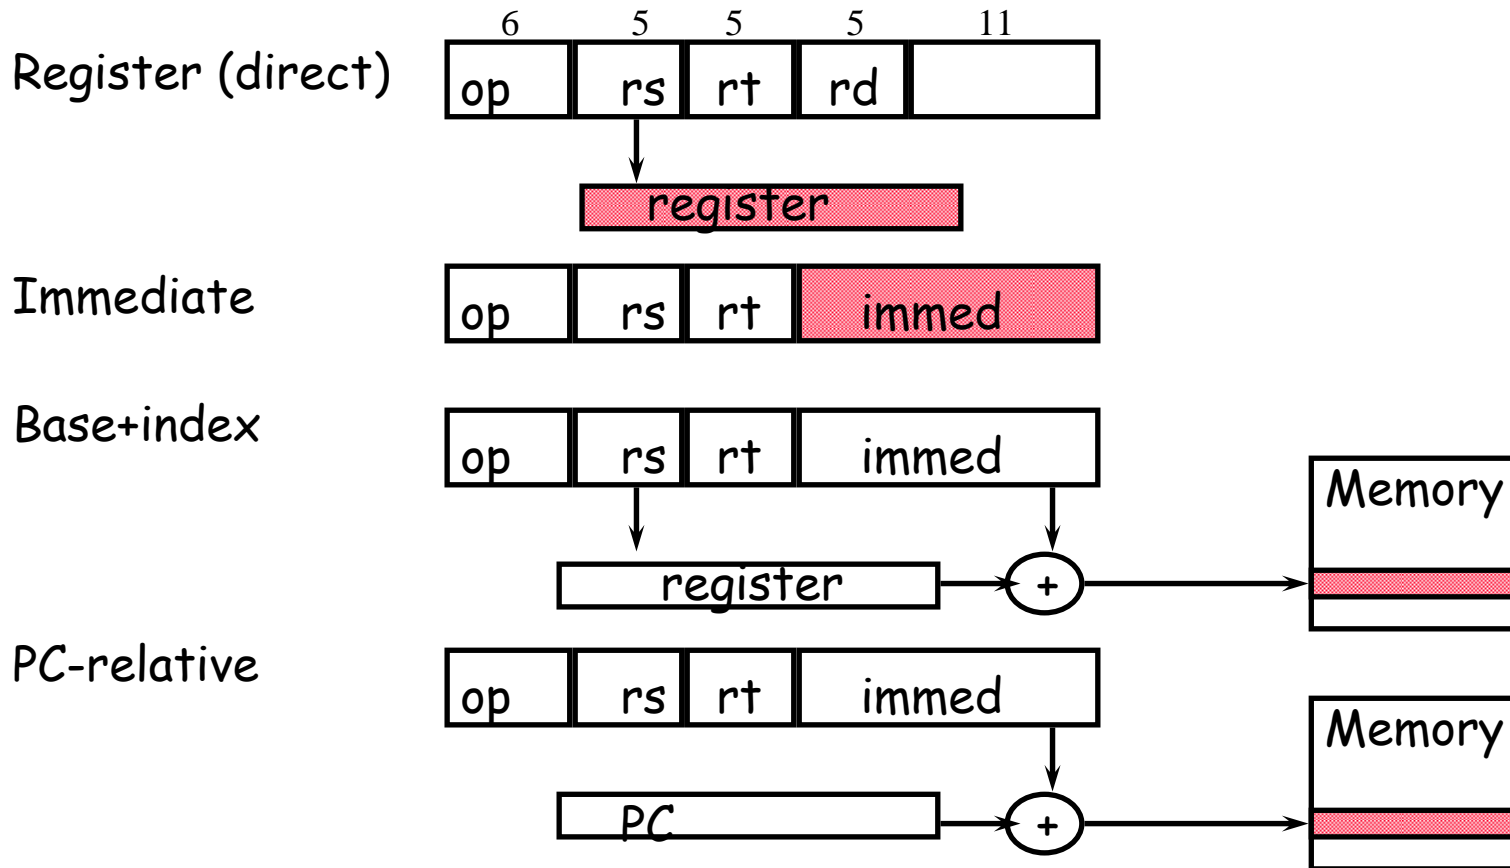 6 5 5 5 11
Register (direct) op rs rt rd
register
Immediate op rs rt immed
Base+index op rs rt immed
Memory
register +
PC-relative op rs rt immed
Memory
PC +